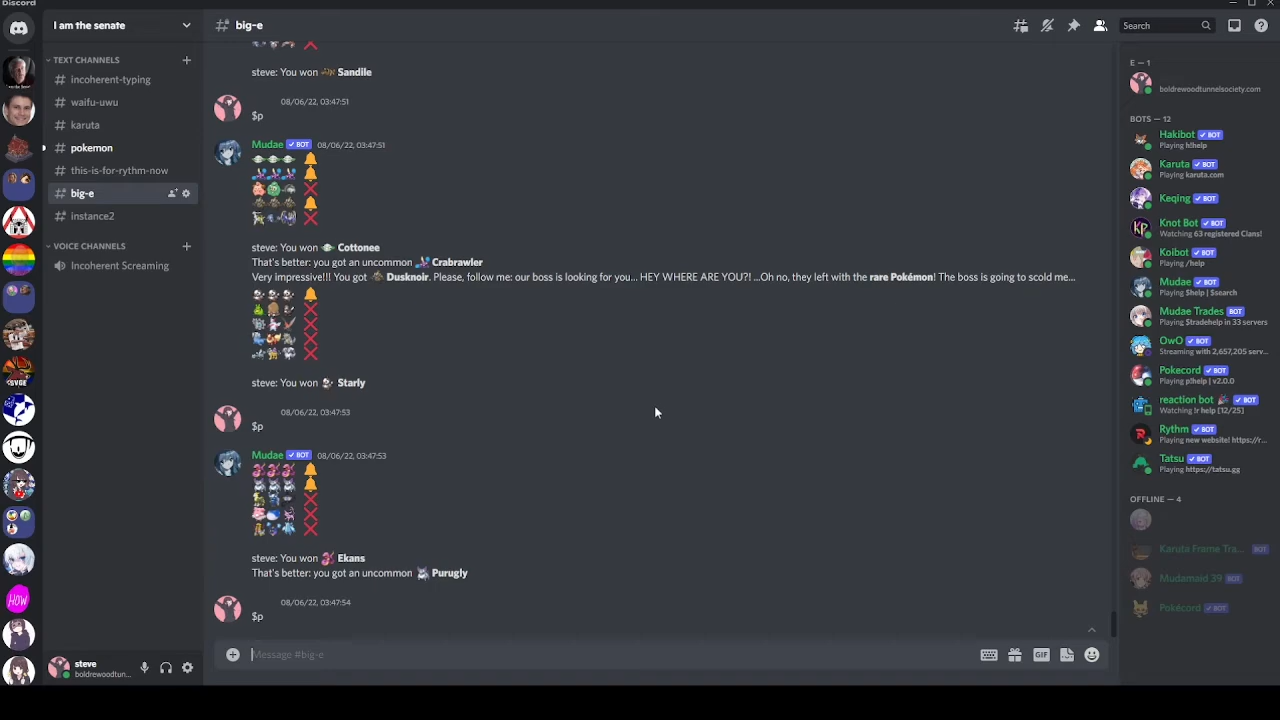 Discord
I am the senate
TEXT CHANNELS
incoherent-typing
waifu-uwu
karuta
pokemon
this-is-for-rythm-now
big-e
instance2
VOICE CHANNELS
Incoherent Screaming
steve
boldrewoodtun...
big-e
Search
steve: You won Sandile
08/06/22, 03:47:51
$p
Mudae BOT 08/06/22, 03:47:51
steve: You won Cottonee
That's better: you got an uncommon Crabrawler
Very impressive!!! You got Dusknoir. Please, follow me: our boss is looking for you... HEY WHERE ARE YOU?! ...Oh no, they left with the rare Pokémon! The boss is going to scold me...
steve: You won Starly
08/06/22, 03:47:53
$p
Mudae BOT 08/06/22, 03:47:53
steve: You won Ekans
That's better: you got an uncommon Purugly
08/06/22, 03:47:54
$p
Message #big-e
GIF
E — 1
boldrewoodtunnelsociety.com
BOTS — 12
Hakibot BOT
Playing h!help
Karuta BOT
Playing karuta.com
Keqing BOT
Knot Bot BOT
Watching 63 registered Clans!
Koibot BOT
Playing /help
Mudae BOT
Playing $help | $search
Mudae Trades BOT
Playing $tradehelp in 33 servers
OwO BOT
Streaming with 2,657,205 serv...
Pokecord BOT
Playing p!help | v2.0.0
reaction bot BOT
Watching !r help [12/25]
Rythm BOT
Playing new website! https://r...
Tatsu BOT
Playing https://tatsu.gg
OFFLINE — 4
Karuta Frame Tra... BOT
Mudamaid 39 BOT
Pokécord BOT
HOW